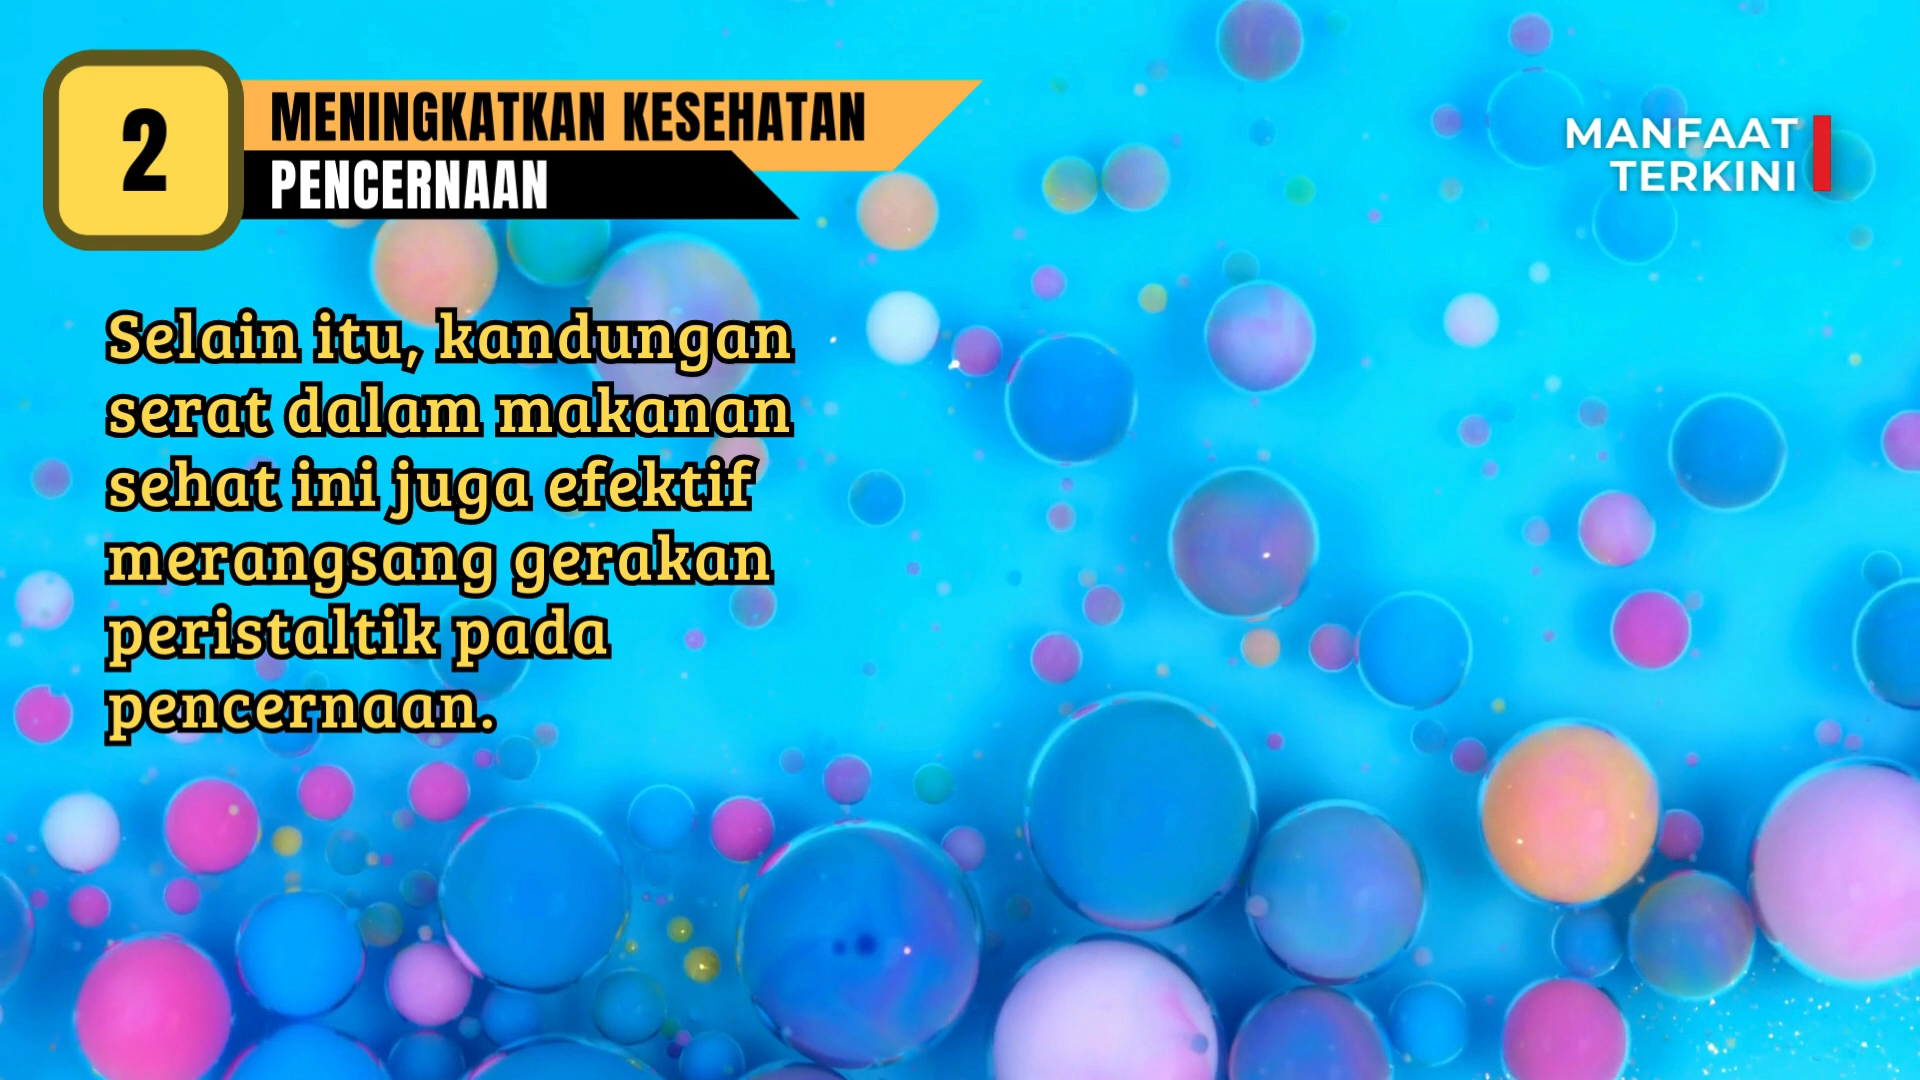 2
MENINGKATKAN KESEHATAN
PENCERNAAN
MANFAAT
TERKINI
Selain itu, kandungan
serat dalam makanan
sehat ini juga efektif
merangsang gerakan
peristaltik pada
pencernaan.